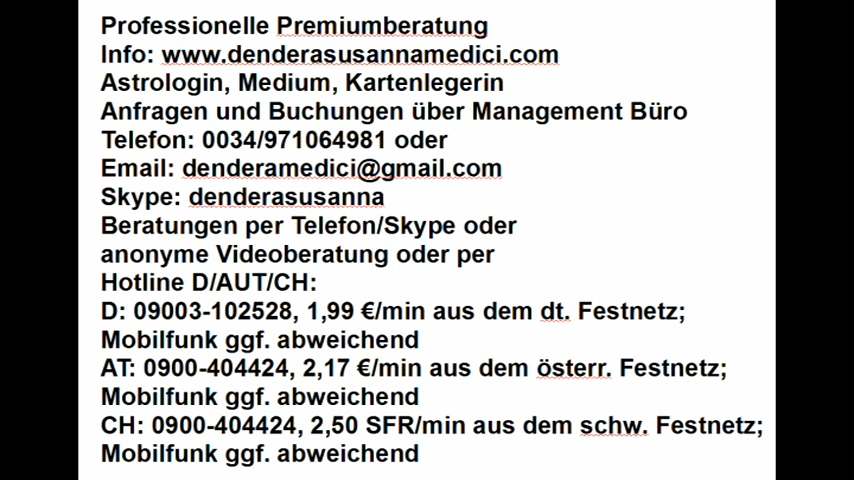 Professionelle Premiumberatung
Info: www.denderasusannamedici.com
Astrologin, Medium, Kartenlegerin
Anfragen und Buchungen über Management Büro
Telefon: 0034/971064981 oder
Email: denderamedici@gmail.com
Skype: denderasusanna
Beratungen per Telefon/Skype oder
anonyme Videoberatung oder per
Hotline D/AUT/CH:
D: 09003-102528, 1,99 €/min aus dem dt. Festnetz;
Mobilfunk ggf. abweichend
AT: 0900-404424, 2,17 €/min aus dem österr. Festnetz;
Mobilfunk ggf. abweichend
CH: 0900-404424, 2,50 SFR/min aus dem schw. Festnetz;
Mobilfunk ggf. abweichend